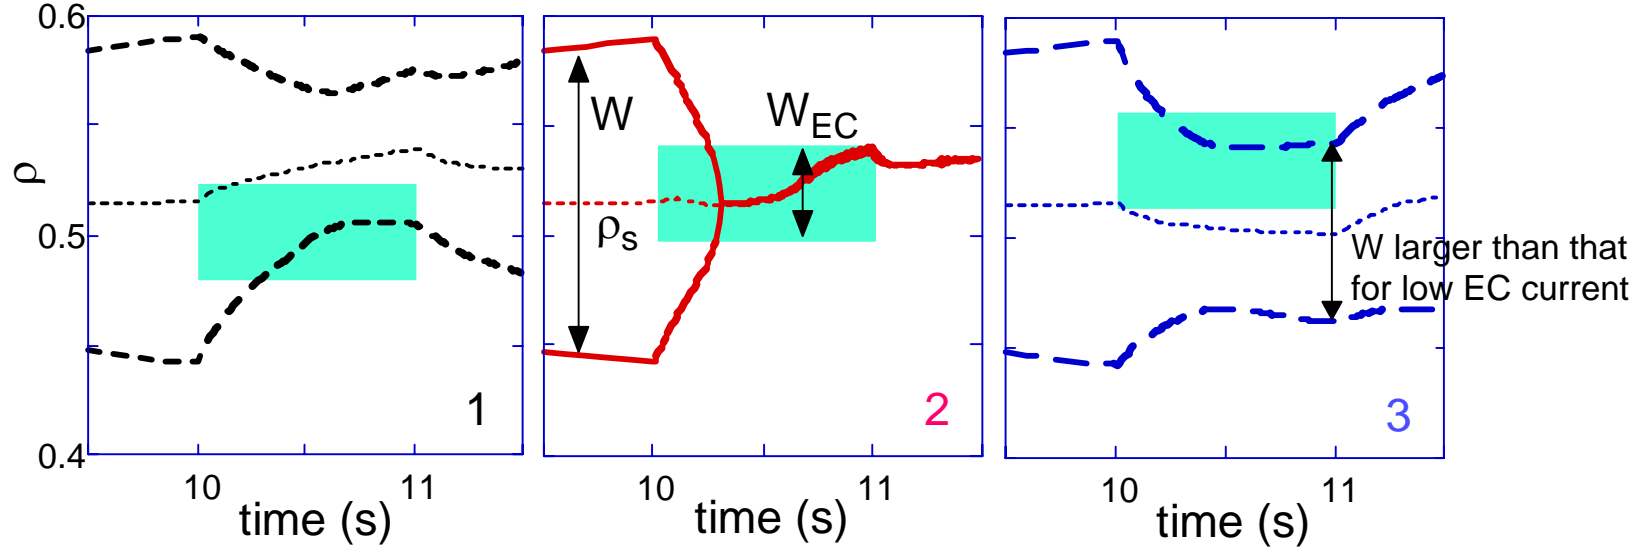 0.6
0.5
0.4
ρ
W
W_EC
ρ_s
W larger than that
for low EC current
1
2
3
10 11
10 11
10 11
time (s)
time (s)
time (s)